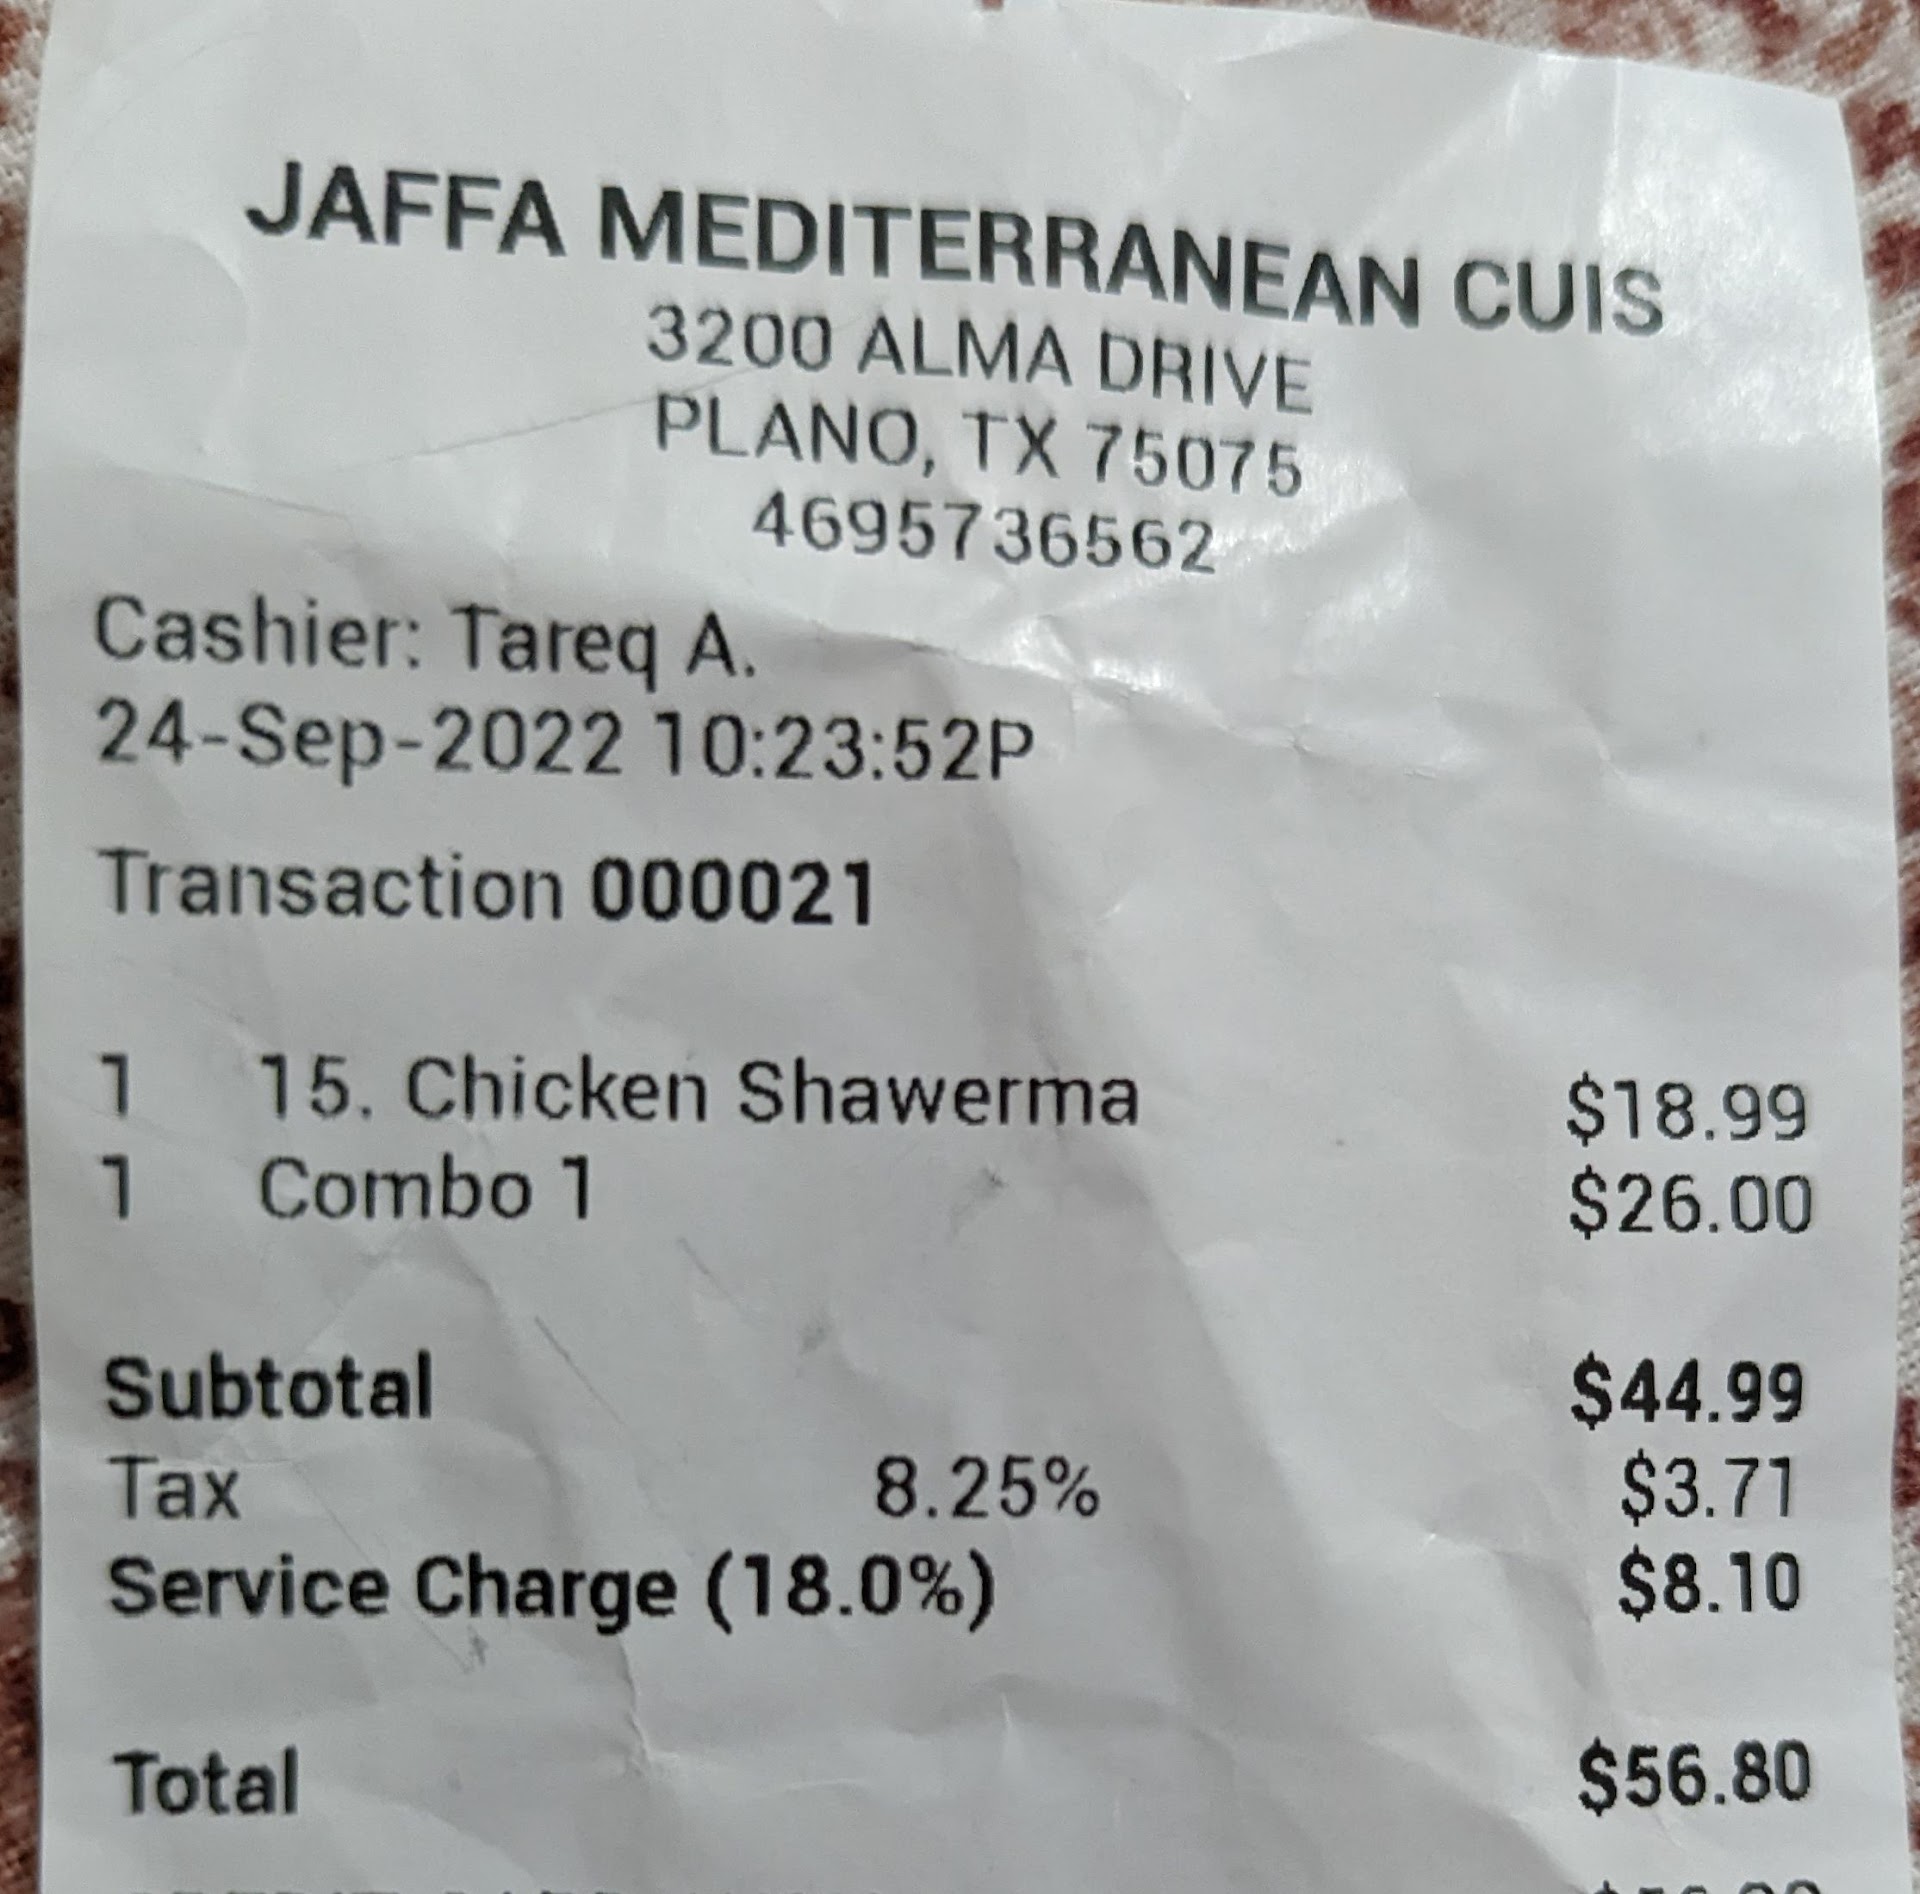 JAFFA MEDITERRANEAN CUIS
3200 ALMA DRIVE
PLANO, TX 75075
4695736562
Cashier: Tareq A.
24-Sep-2022 10:23:52P
Transaction 000021
1 15. Chicken Shawerma $18.99
1 Combo 1 $26.00
Subtotal $44.99
Tax 8.25% $3.71
Service Charge (18.0%) $8.10
Total $56.80